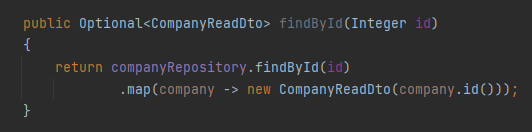 public Optional<CompanyReadDto> findById(Integer id)
{
    return companyRepository.findById(id)
            .map(company -> new CompanyReadDto(company.id()));
}